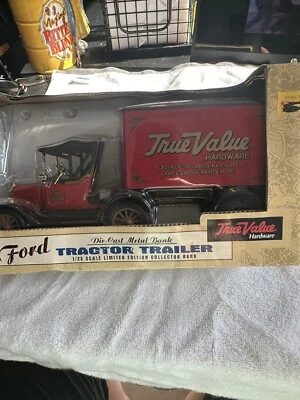 True Value
HARDWARE
Ford
Die-Cast Metal Bank
TRACTOR TRAILER
1/25 SCALE LIMITED EDITION COLLECTOR BANK
True Value
Hardware